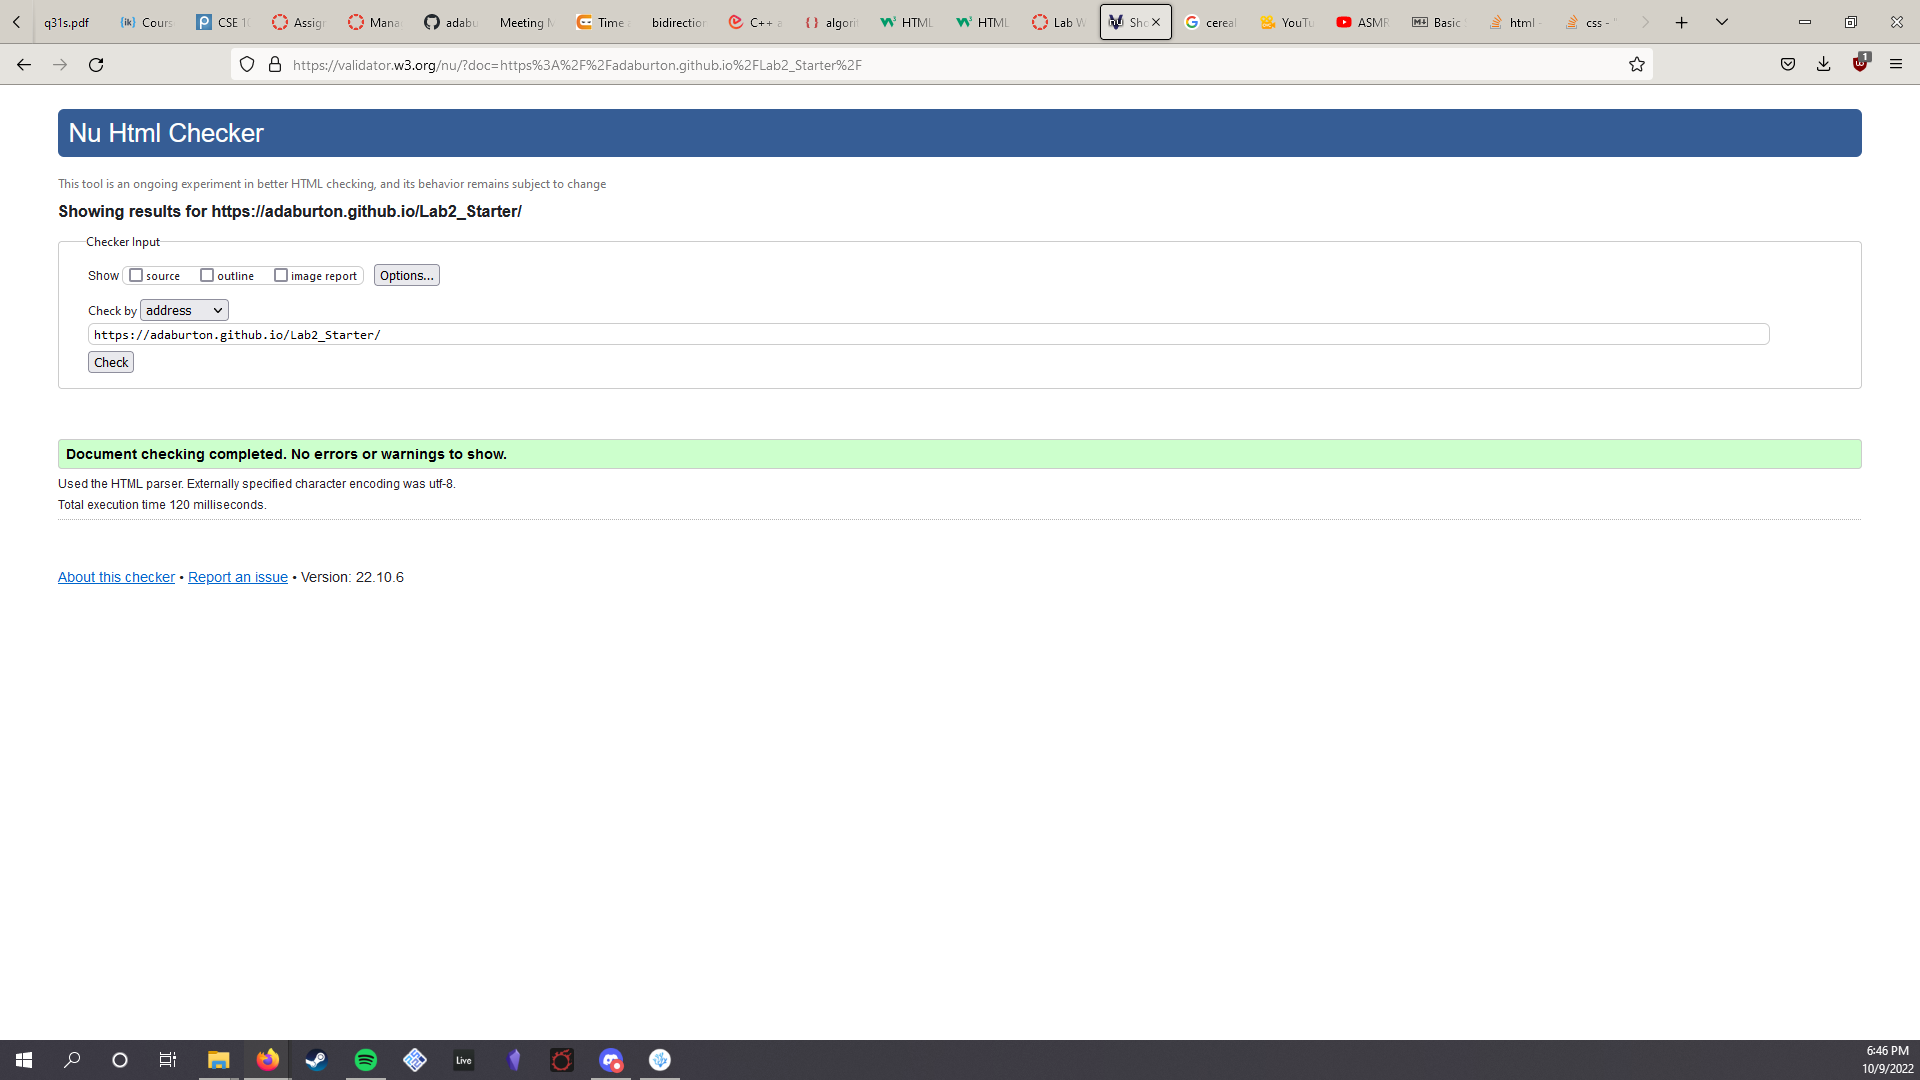 q31s.pdf
Cours
CSE 10
Assign
Mana
adabu
Meeting N
Time
bidirection
C++ a
algori
HTML
HTML
Lab W
Sho
cereal
YouTu
ASMR
Basic
html -
css - "
https://validator.w3.org/nu/?doc=https%3A%2F%2Fadaburton.github.io%2FLab2_Starter%2F
1
Nu Html Checker
This tool is an ongoing experiment in better HTML checking, and its behavior remains subject to change
Showing results for https://adaburton.github.io/Lab2_Starter/
Checker Input
Show source outline image report Options...
Check by address
https://adaburton.github.io/Lab2_Starter/
Check
Document checking completed. No errors or warnings to show.
Used the HTML parser. Externally specified character encoding was utf-8.
Total execution time 120 milliseconds.
About this checker • Report an issue • Version: 22.10.6
Live
6:46 PM
10/9/2022